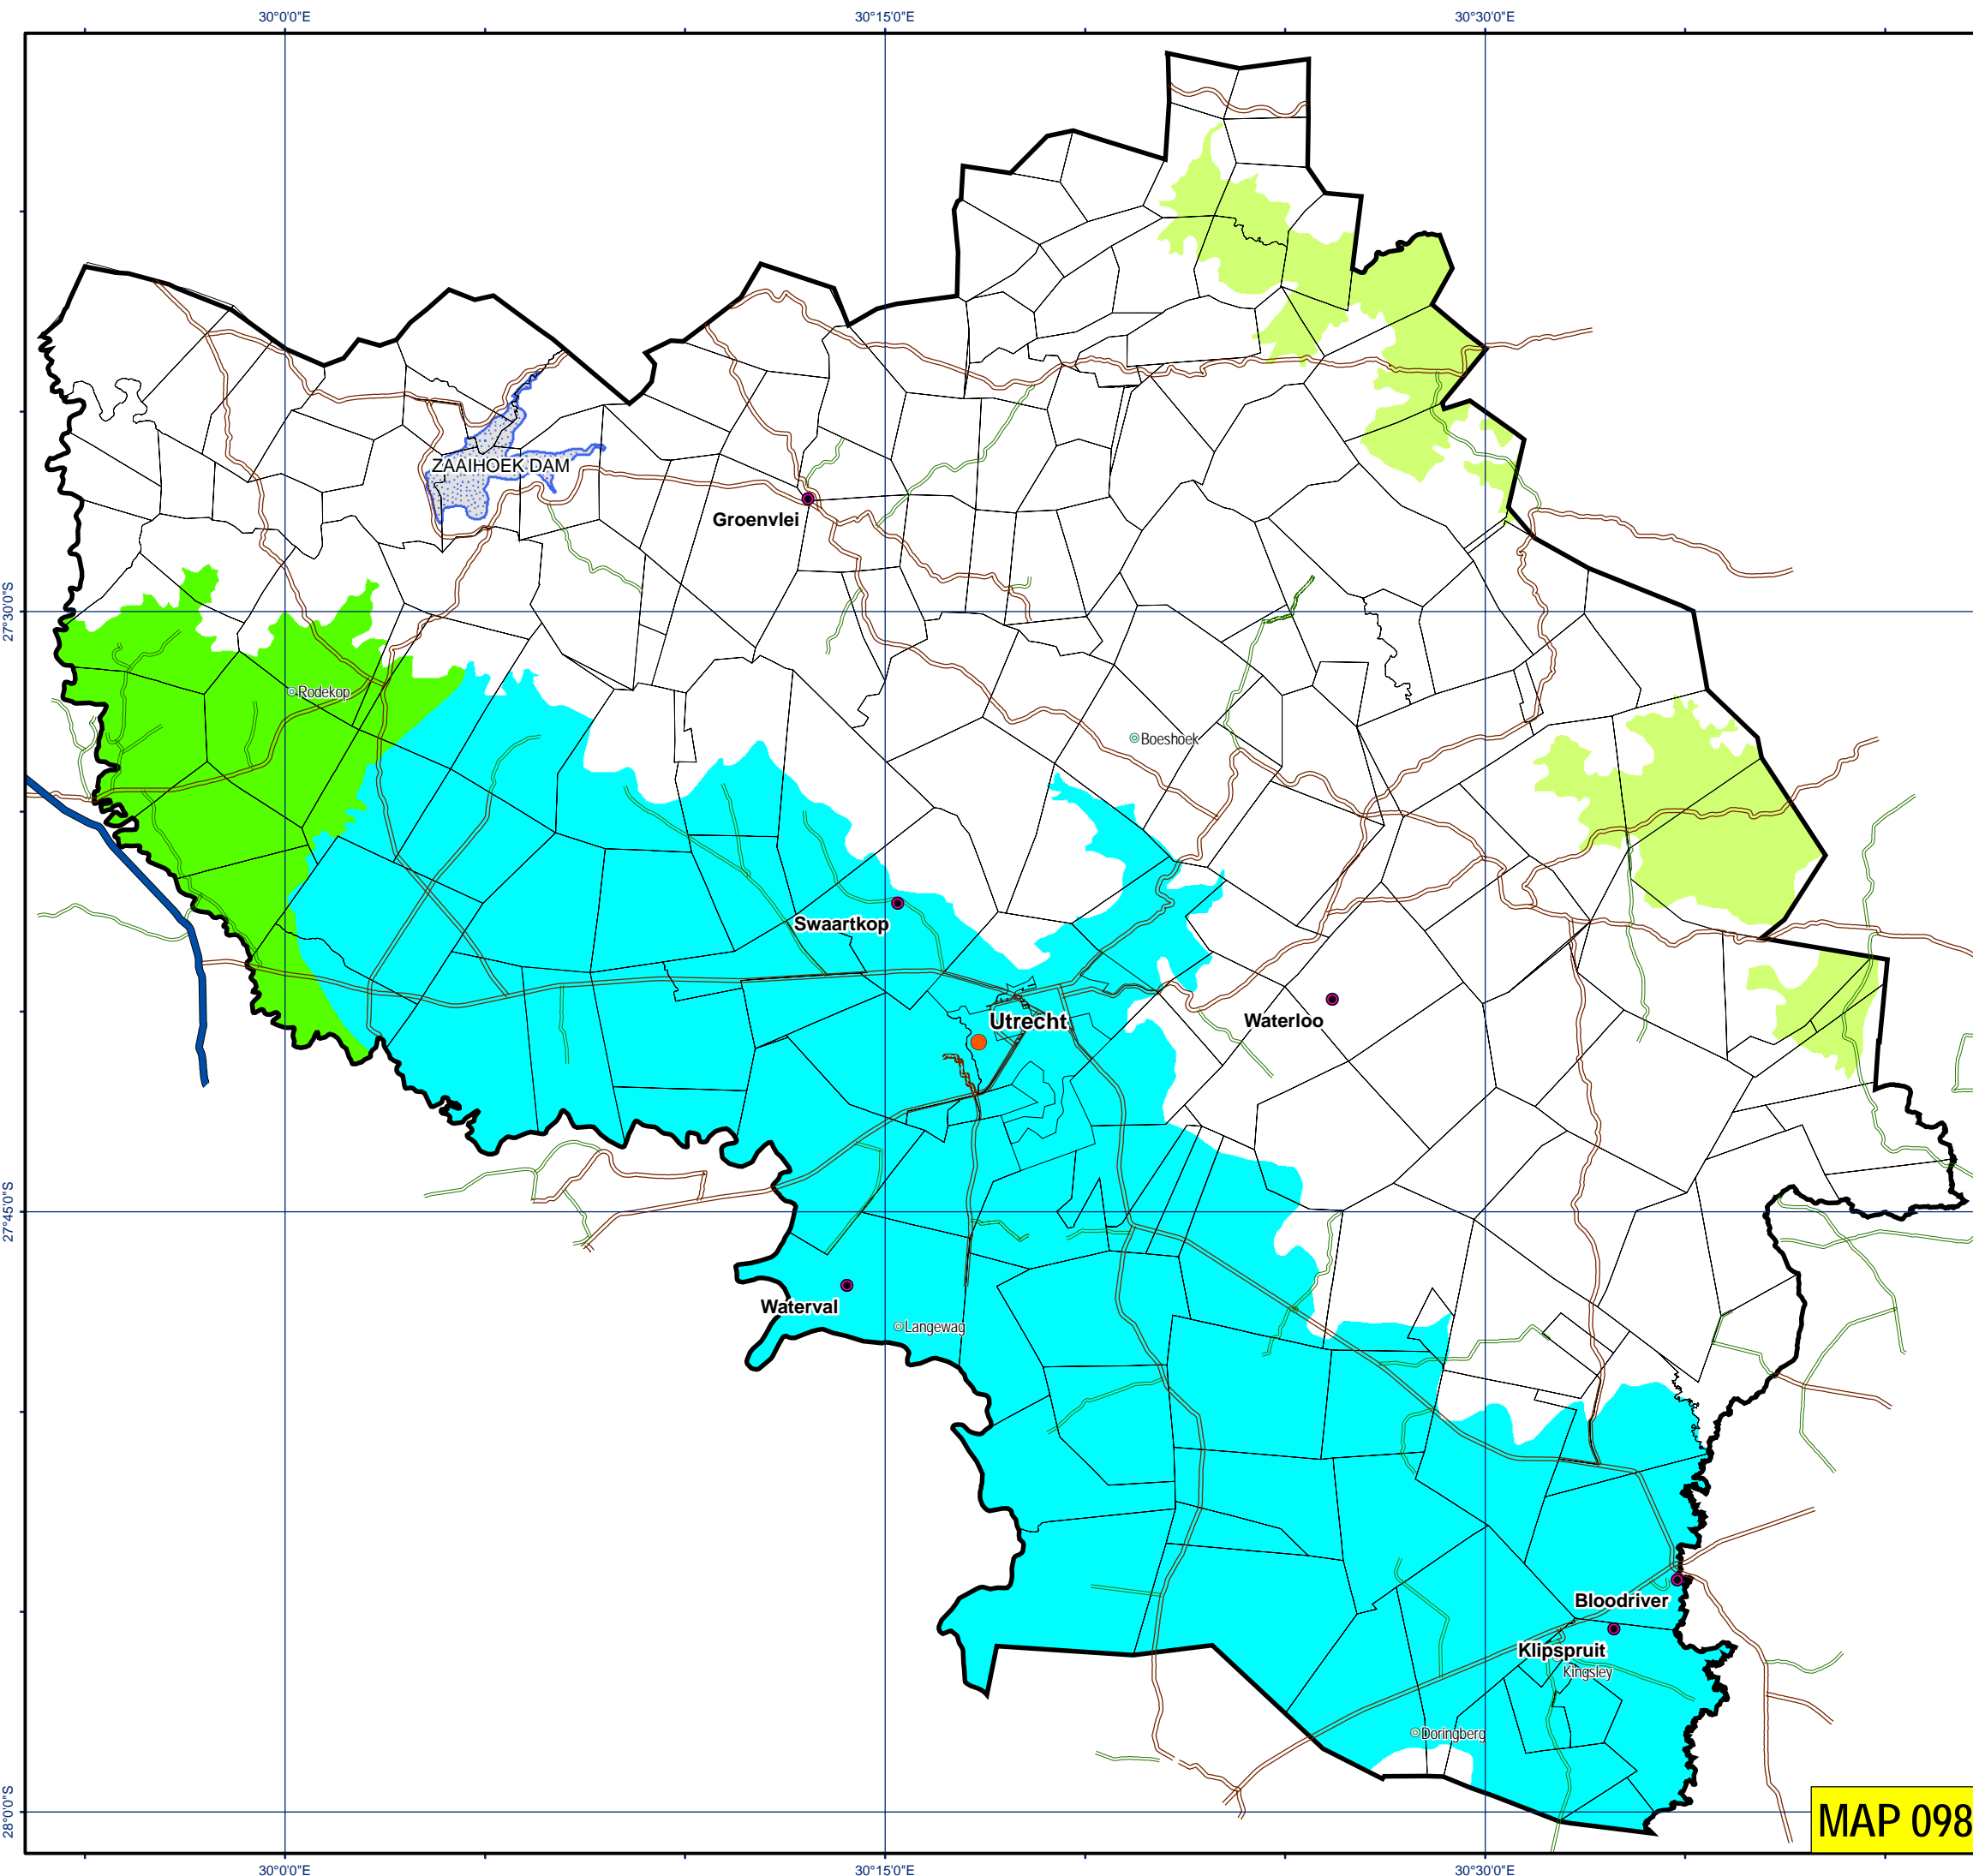 30°0'0"E
30°15'0"E
30°30'0"E
ZAAIHOEK DAM
Groenvlei
27°30'0"S
Rodekop
Boeshoek
Swaartkop
Utrecht
Waterloo
27°45'0"S
Waterval
Langewag
Bloodriver
Klipspruit
Kingsley
Doringberg
28°0'0"S
MAP 098
30°0'0"E
30°15'0"E
30°30'0"E